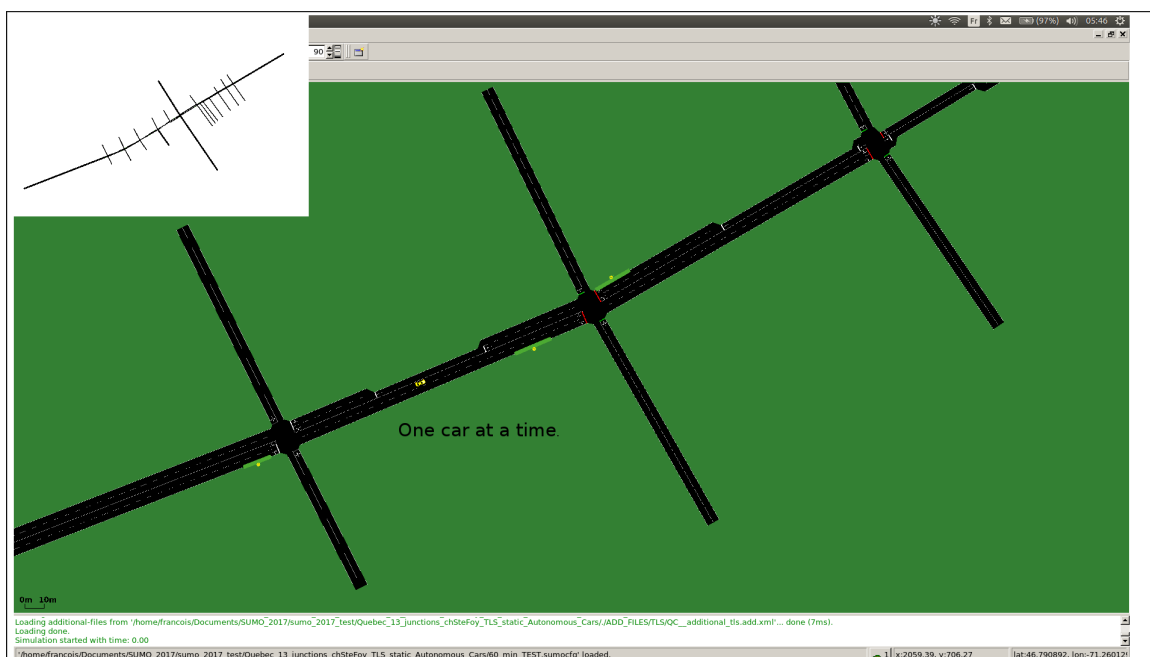 Fr (97%) 05:46
90
One car at a time.
0m 10m
Loading additional-files from '/home/francois/Documents/SUMO_2017/sumo_2017_test/Quebec_13_junctions_chSteFoy_TLS_static_Autonomous_Cars/./ADD_FILES/TLS/QC__additional_tls.add.xml'... done (7ms).
Loading done.
Simulation started with time: 0.00
'/home/francois/Documents/SUMO_2017/sumo_2017_test/Quebec_13_junctions_chSteFoy_TLS_static_Autonomous_Cars/60_min_TEST.sumocfg' loaded. 1 x:2059.39, y:706.27 lat:46.790892, lon:-71.26012